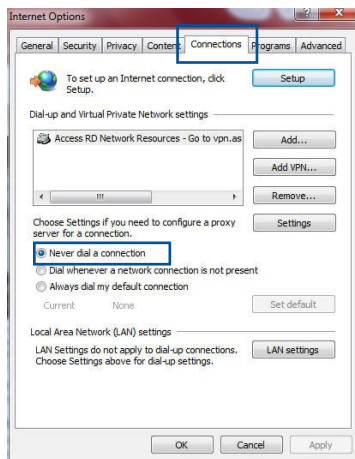 Internet Options
General Security Privacy Content Connections Programs Advanced
To set up an Internet connection, click
Setup.
Setup
Dial-up and Virtual Private Network settings
Access RD Network Resources - Go to vpn.as
Add...
Add VPN...
Remove...
Choose Settings if you need to configure a proxy
server for a connection.
Settings
Never dial a connection
Dial whenever a network connection is not present
Always dial my default connection
Current None
Set default
Local Area Network (LAN) settings
LAN Settings do not apply to dial-up connections.
Choose Settings above for dial-up settings.
LAN settings
OK Cancel Apply